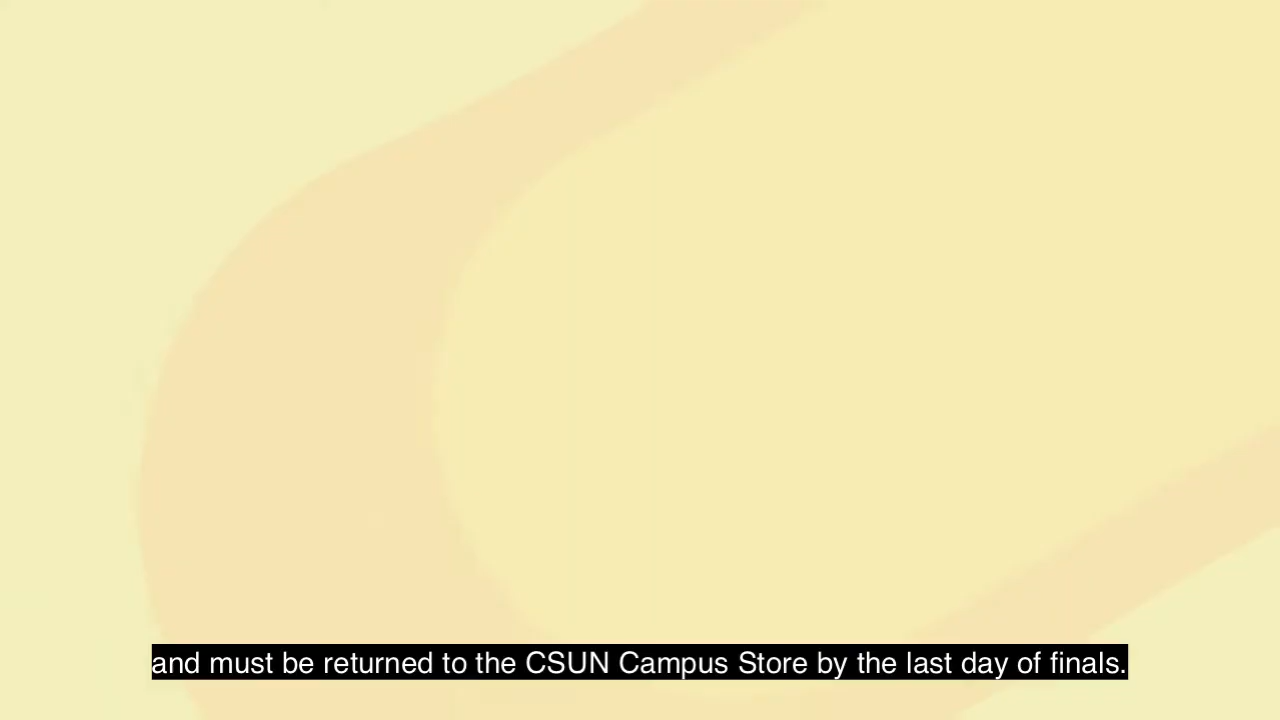 and must be returned to the CSUN Campus Store by the last day of finals.